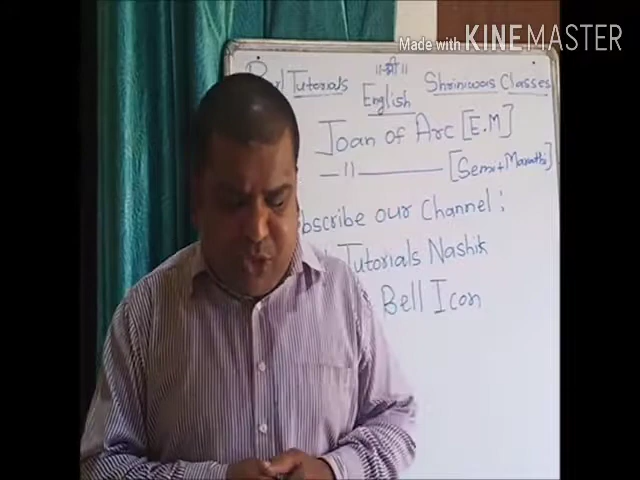 Made with KINEMASTER
॥श्री॥
Tutorials Shriniwas Classes
English
Joan of Arc [E.M]
—॥— [Semi+Marathi]
bscribe our Channel :
Tutorials Nashik
Bell Icon